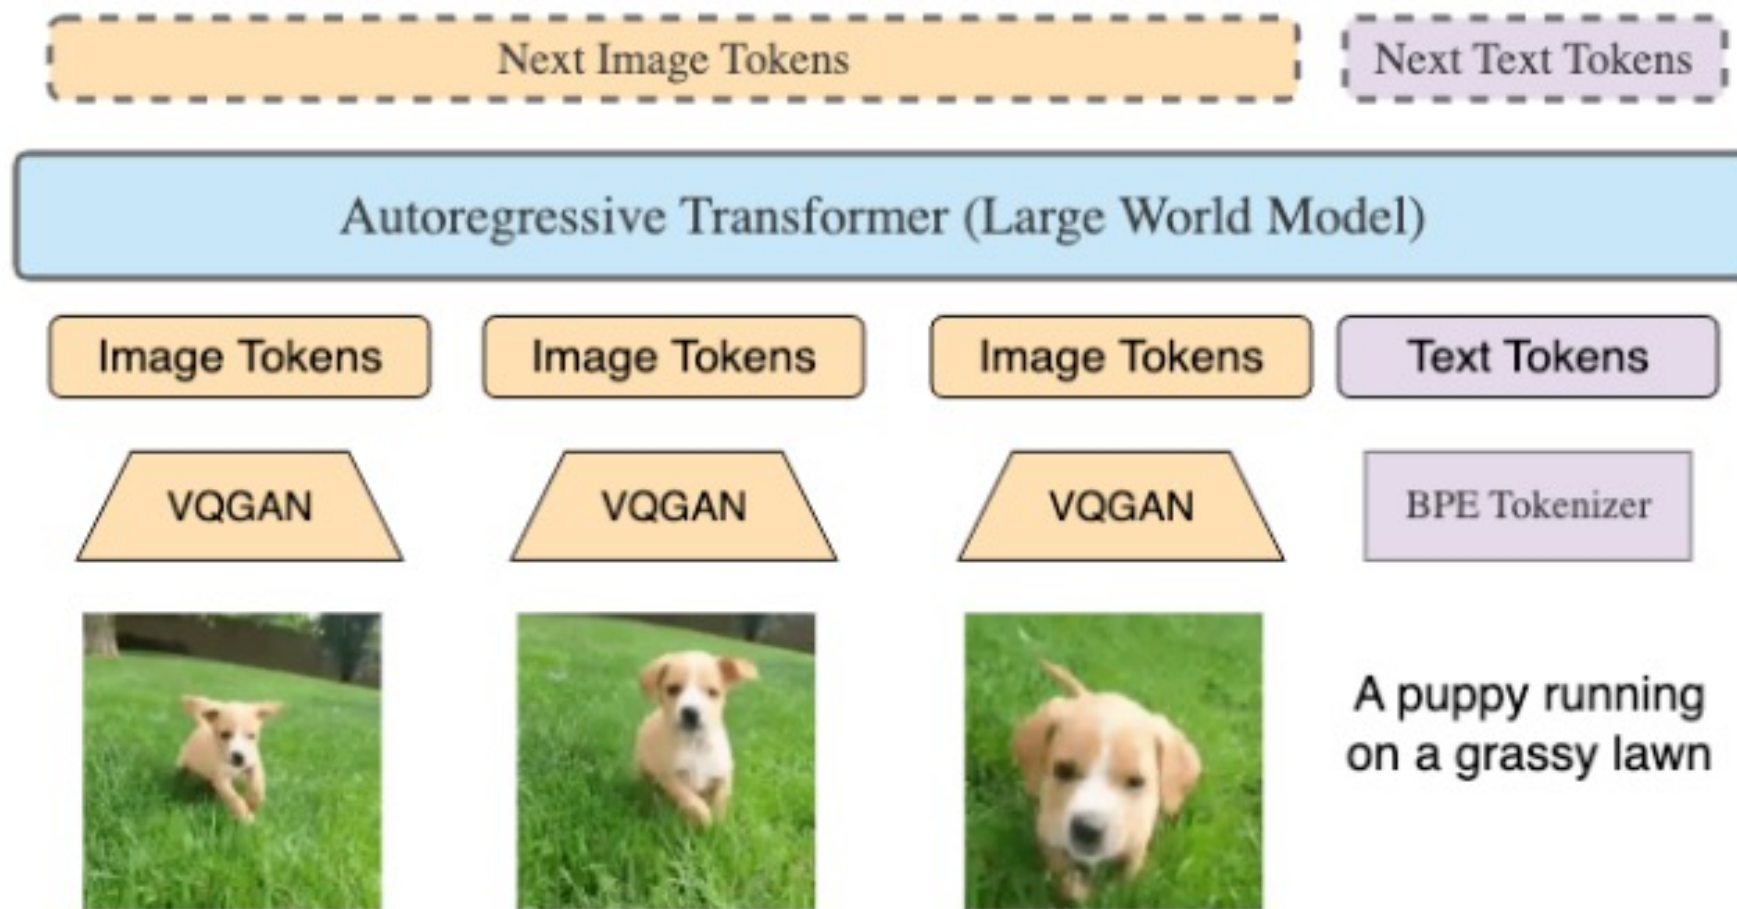 Next Image Tokens
Next Text Tokens
Autoregressive Transformer (Large World Model)
Image Tokens
Image Tokens
Image Tokens
Text Tokens
VQGAN
VQGAN
VQGAN
BPE Tokenizer
A puppy running
on a grassy lawn